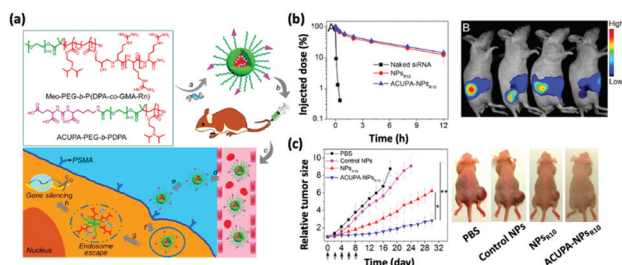 (a)
Meo-PEG-b-P(DPA-co-GMA-Rn)
ACUPA-PEG-b-PDPA
a
b
c
PSMA
Gene silencing
Endosome
escape
Nucleus
d
e
f
g
h
(b)
A
Injected dose (%)
100
10
1
Naked siRNA
NPsR10
ACUPA-NPsR10
0
4
8
12
Time (h)
B
High
Low
(c)
Relative tumor size
10
8
6
4
2
PBS
Control NPs
NPsR10
ACUPA-NPsR10
*
**
0
4
8
12
16
20
24
28
32
Time (day)
PBS
Control NPs
NPsR10
ACUPA-NPsR10